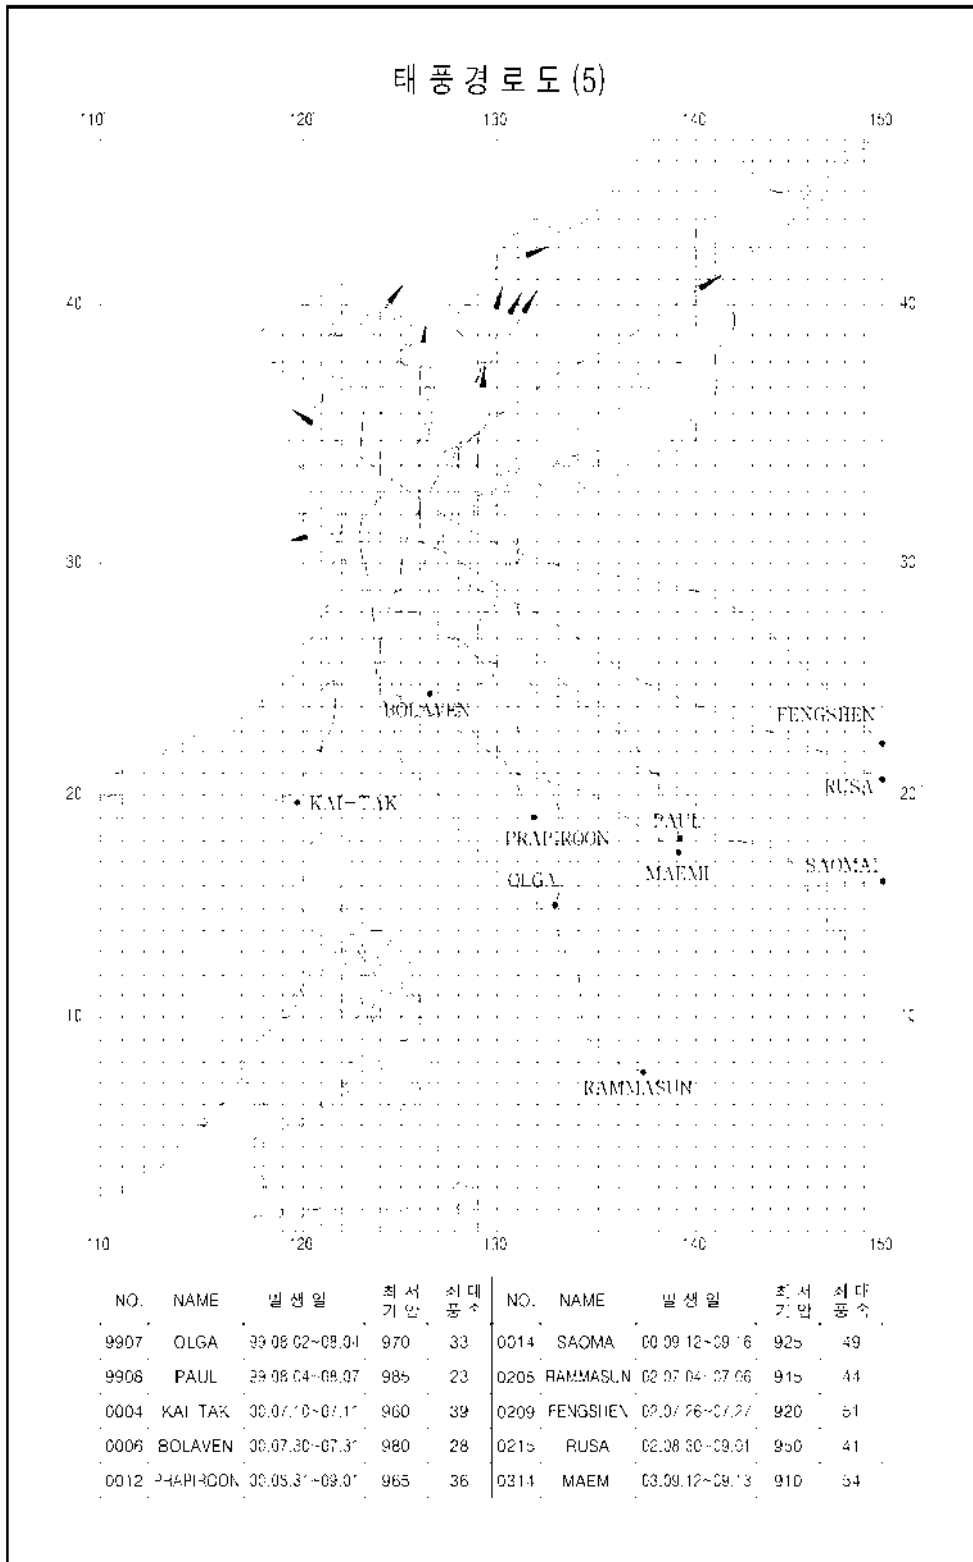 태 풍 경 로 도 (5)
110 120 130 140 150
40 40
30 30
BOLAVEN
FENGSHEN
20 KAI-TAK RUSA 20
PRAPIROON PAUL
MAEMI SAOMAI
OLGA
10 10
RAMMASUN
110 120 130 140 150
NO. NAME 발 생 일 최 저 기 압 최 대 풍 속 NO. NAME 발 생 일 최 저 기 압 최 대 풍 속
9907 OLGA 99.08.02~08.04 970 33 0014 SAOMA 00.09.12~09.16 925 49
9908 PAUL 99.08.04~08.07 985 23 0205 RAMMASUN 02.07.04~07.06 945 44
0004 KAI TAK 00.07.10~07.11 960 39 0209 FENGSHEN 02.07.26~07.27 920 51
0006 BOLAVEN 00.07.30~07.31 980 28 0215 RUSA 02.08.30~09.01 950 41
0012 PRAPIROON 00.08.31~09.01 965 36 0314 MAEM 03.09.12~09.13 910 54